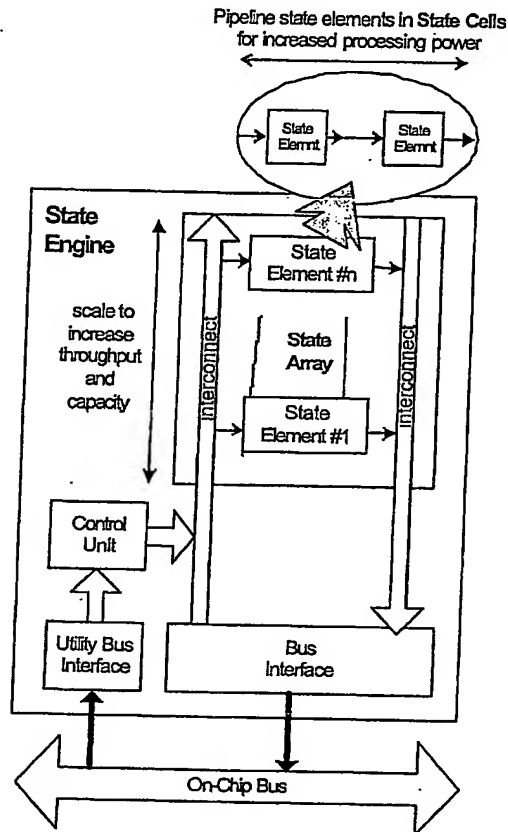 Pipeline state elements in State Cells
for increased processing power
State
Elemnt
State
Elemnt
State
Engine
scale to
increase
throughput
and
capacity
interconnect
State
Element #n
State
Array
State
Element #1
interconnect
Control
Unit
Utility Bus
Interface
Bus
Interface
On-Chip Bus